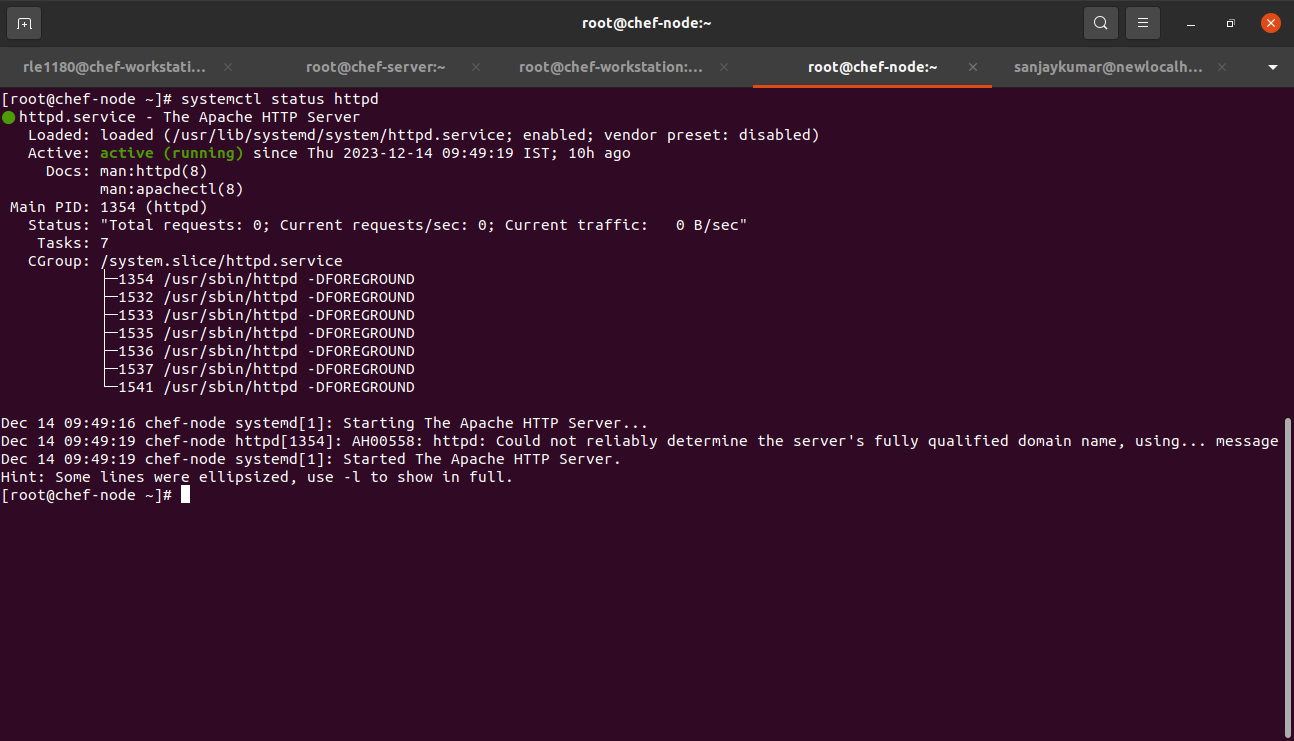 root@chef-node:~
rle1180@chef-workstati... root@chef-server:~ root@chef-workstation:... root@chef-node:~ sanjaykumar@newlocalh...
[root@chef-node ~]# systemctl status httpd
● httpd.service - The Apache HTTP Server
   Loaded: loaded (/usr/lib/systemd/system/httpd.service; enabled; vendor preset: disabled)
   Active: active (running) since Thu 2023-12-14 09:49:19 IST; 10h ago
     Docs: man:httpd(8)
           man:apachectl(8)
 Main PID: 1354 (httpd)
   Status: "Total requests: 0; Current requests/sec: 0; Current traffic:   0 B/sec"
    Tasks: 7
   CGroup: /system.slice/httpd.service
           ├─1354 /usr/sbin/httpd -DFOREGROUND
           ├─1532 /usr/sbin/httpd -DFOREGROUND
           ├─1533 /usr/sbin/httpd -DFOREGROUND
           ├─1535 /usr/sbin/httpd -DFOREGROUND
           ├─1536 /usr/sbin/httpd -DFOREGROUND
           ├─1537 /usr/sbin/httpd -DFOREGROUND
           └─1541 /usr/sbin/httpd -DFOREGROUND
Dec 14 09:49:16 chef-node systemd[1]: Starting The Apache HTTP Server...
Dec 14 09:49:19 chef-node httpd[1354]: AH00558: httpd: Could not reliably determine the server's fully qualified domain name, using... message
Dec 14 09:49:19 chef-node systemd[1]: Started The Apache HTTP Server.
Hint: Some lines were ellipsized, use -l to show in full.
[root@chef-node ~]#